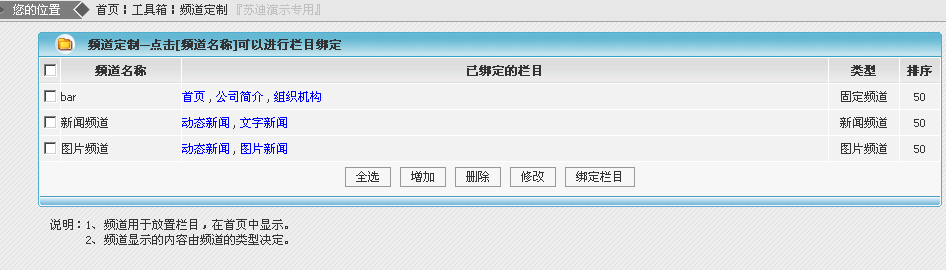 您的位置 首页 ¦ 工具箱 ¦ 频道定制 『苏迪演示专用』
频道定制--点击[频道名称]可以进行栏目绑定
频道名称 已绑定的栏目 类型 排序
bar 首页 , 公司简介 , 组织机构 固定频道 50
新闻频道 动态新闻 , 文字新闻 新闻频道 50
图片频道 动态新闻 , 图片新闻 图片频道 50
全选 增加 删除 修改 绑定栏目
说明：1、频道用于放置栏目，在首页中显示。
2、频道显示的内容由频道的类型决定。